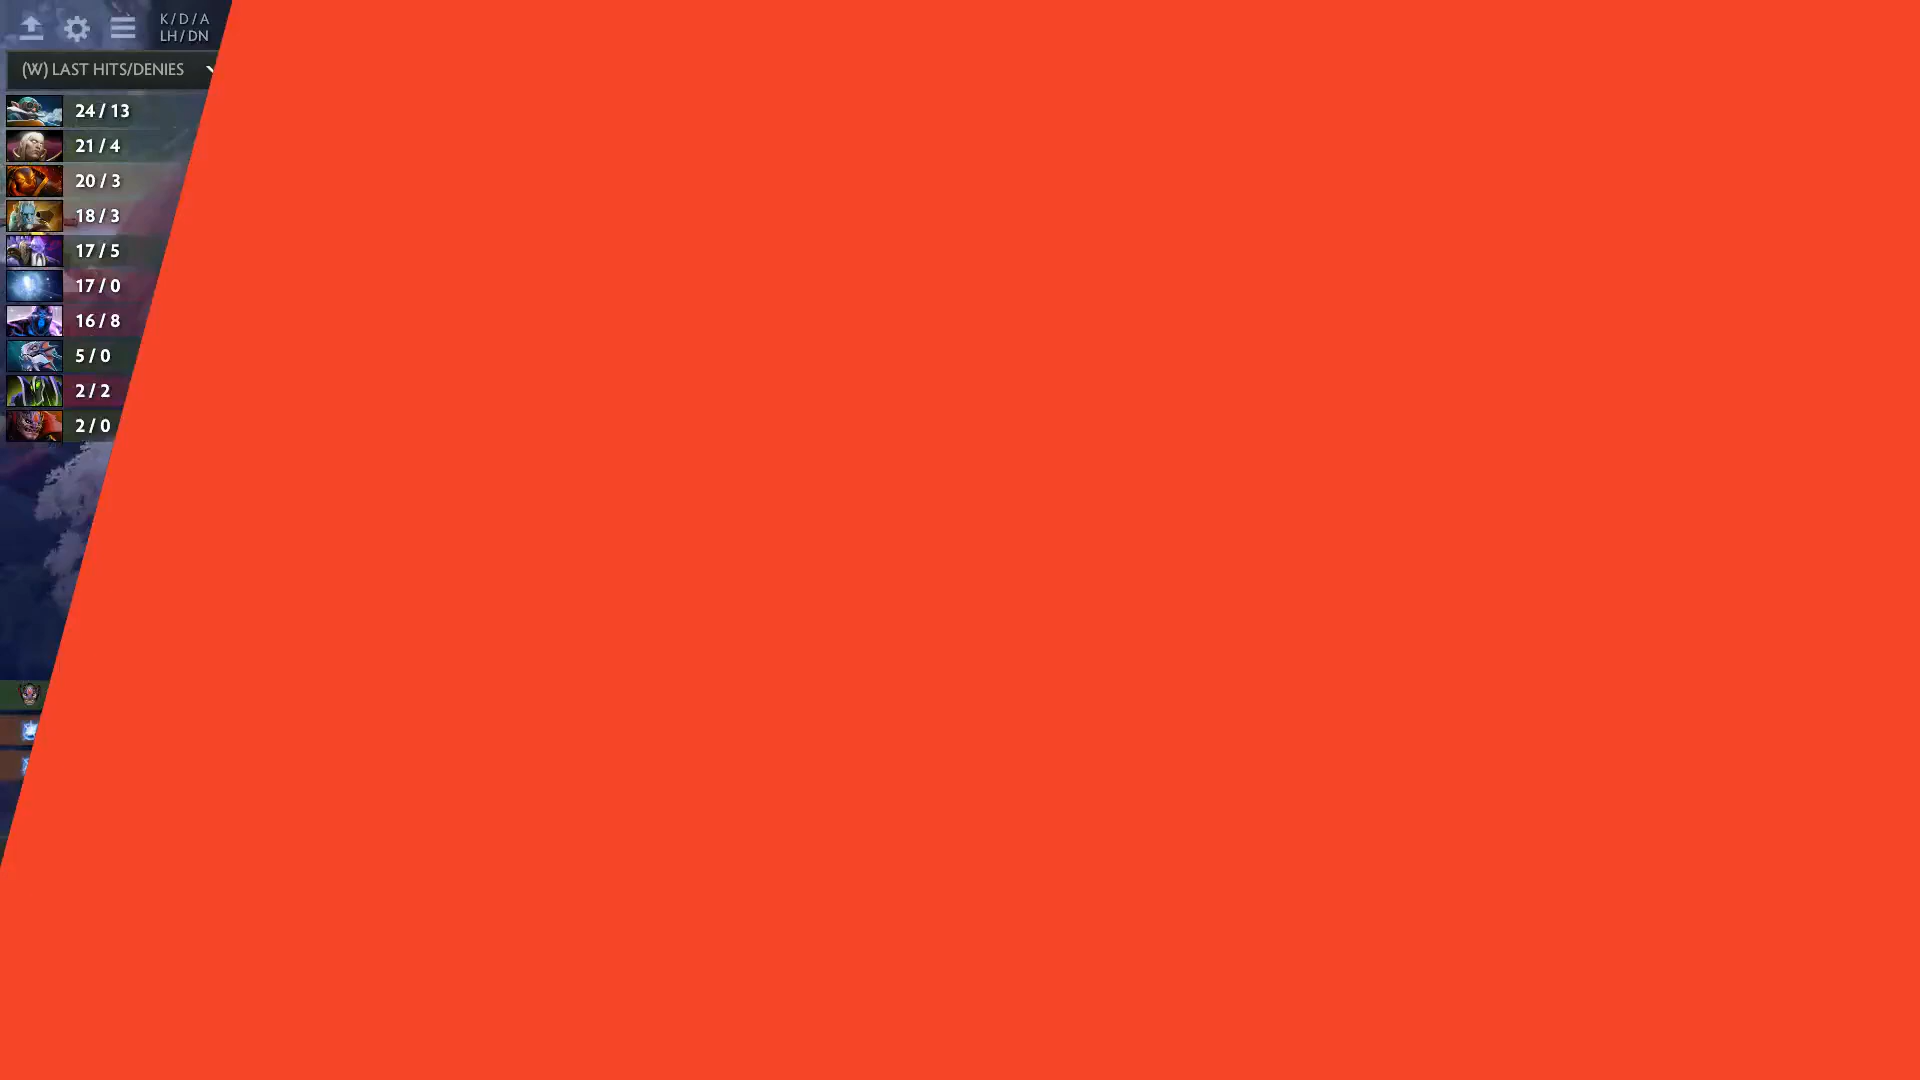 K / D / A
LH / DN
(W) LAST HITS/DENIES
24 / 13
21 / 4
20 / 3
18 / 3
17 / 5
17 / 0
16 / 8
5 / 0
2 / 2
2 / 0